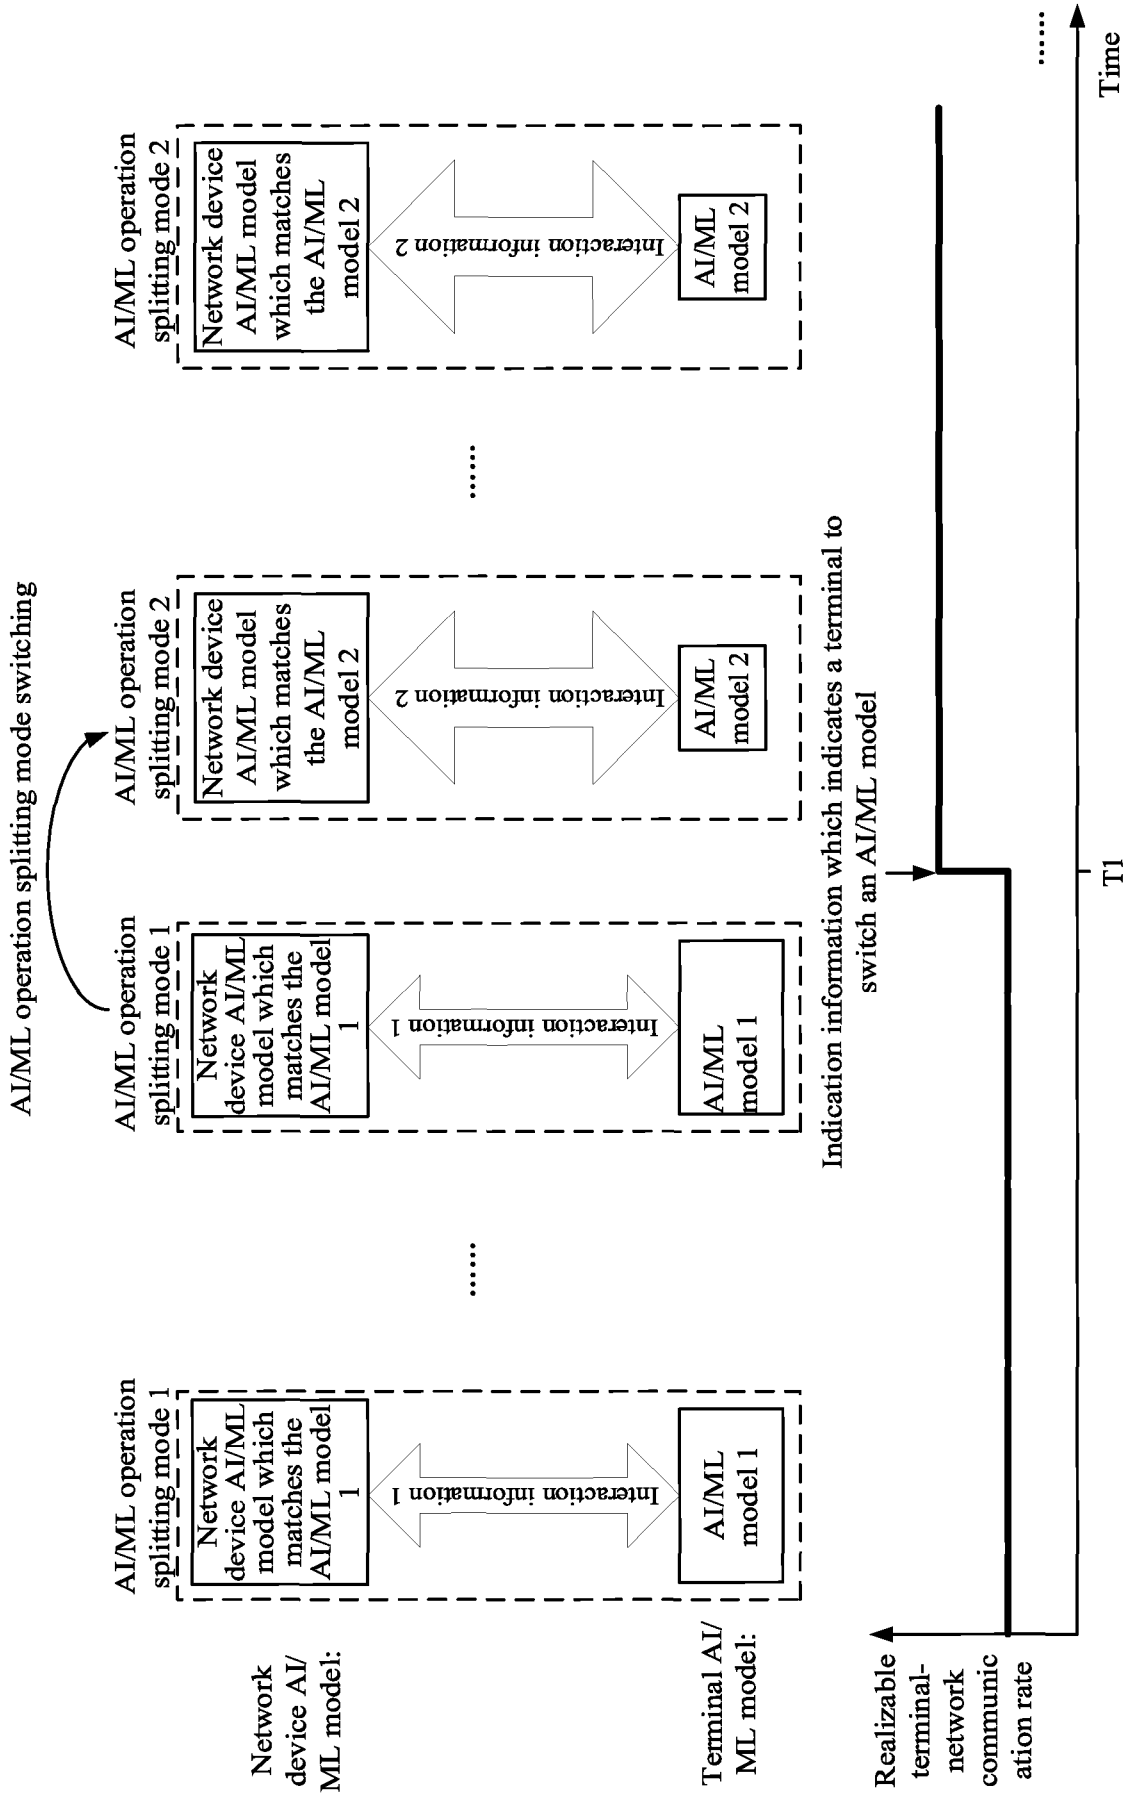 AI/ML operation splitting mode switching
AI/ML operation
splitting mode 1
AI/ML operation
splitting mode 1
AI/ML operation
splitting mode 2
AI/ML operation
splitting mode 2
Network
device AI/
ML model:
Network
device AI/ML
model which
matches the
AI/ML model
1
Network
device AI/ML
model which
matches the
AI/ML model
1
Network device
AI/ML model
which matches
the AI/ML
model 2
Network device
AI/ML model
which matches
the AI/ML
model 2
Interaction information 1
......
Interaction information 1
Interaction information 2
......
Interaction information 2
Terminal AI/
ML model:
AI/ML
model 1
AI/ML
model 1
AI/ML
model 2
AI/ML
model 2
Indication information which indicates a terminal to
switch an AI/ML model
Realizable
terminal-
network
communic
ation rate
......
T1
Time